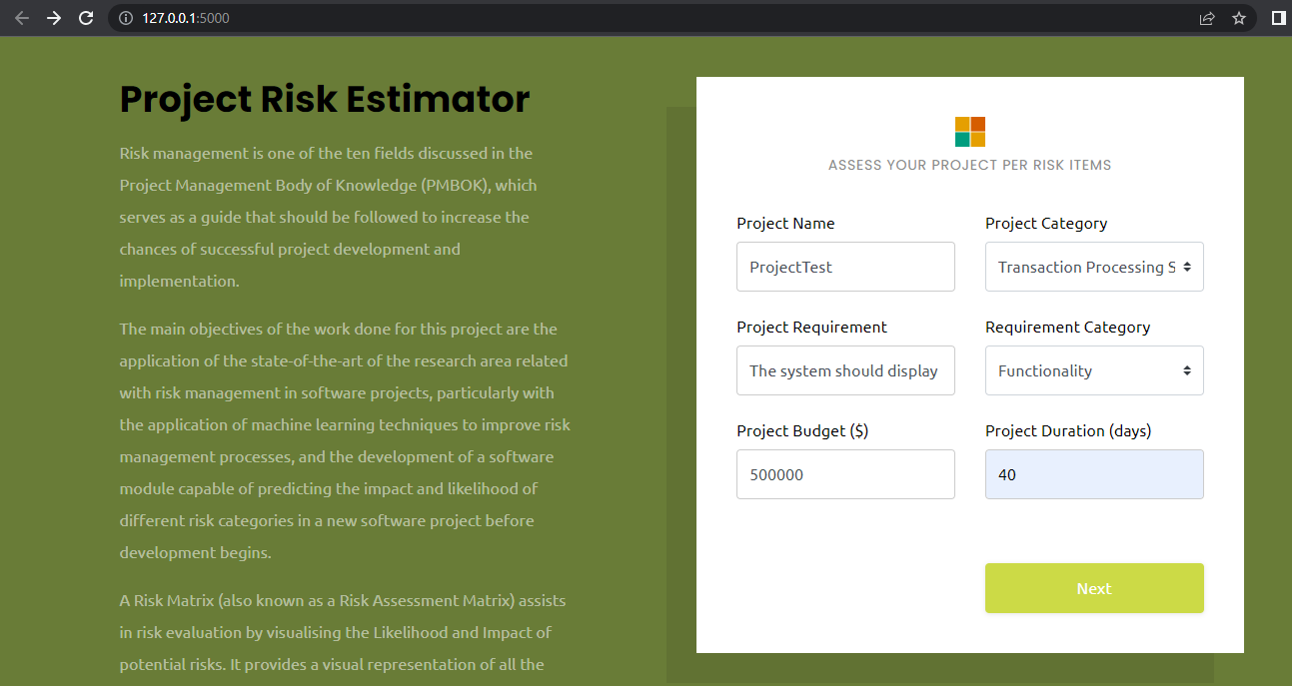 127.0.0.1:5000
Project Risk Estimator
Risk management is one of the ten fields discussed in the
Project Management Body of Knowledge (PMBOK), which
serves as a guide that should be followed to increase the
chances of successful project development and
implementation.
The main objectives of the work done for this project are the
application of the state-of-the-art of the research area related
with risk management in software projects, particularly with
the application of machine learning techniques to improve risk
management processes, and the development of a software
module capable of predicting the impact and likelihood of
different risk categories in a new software project before
development begins.
A Risk Matrix (also known as a Risk Assessment Matrix) assists
in risk evaluation by visualising the Likelihood and Impact of
potential risks. It provides a visual representation of all the
ASSESS YOUR PROJECT PER RISK ITEMS
Project Name
ProjectTest
Project Category
Transaction Processing S
Project Requirement
The system should display
Requirement Category
Functionality
Project Budget ($)
500000
Project Duration (days)
40
Next